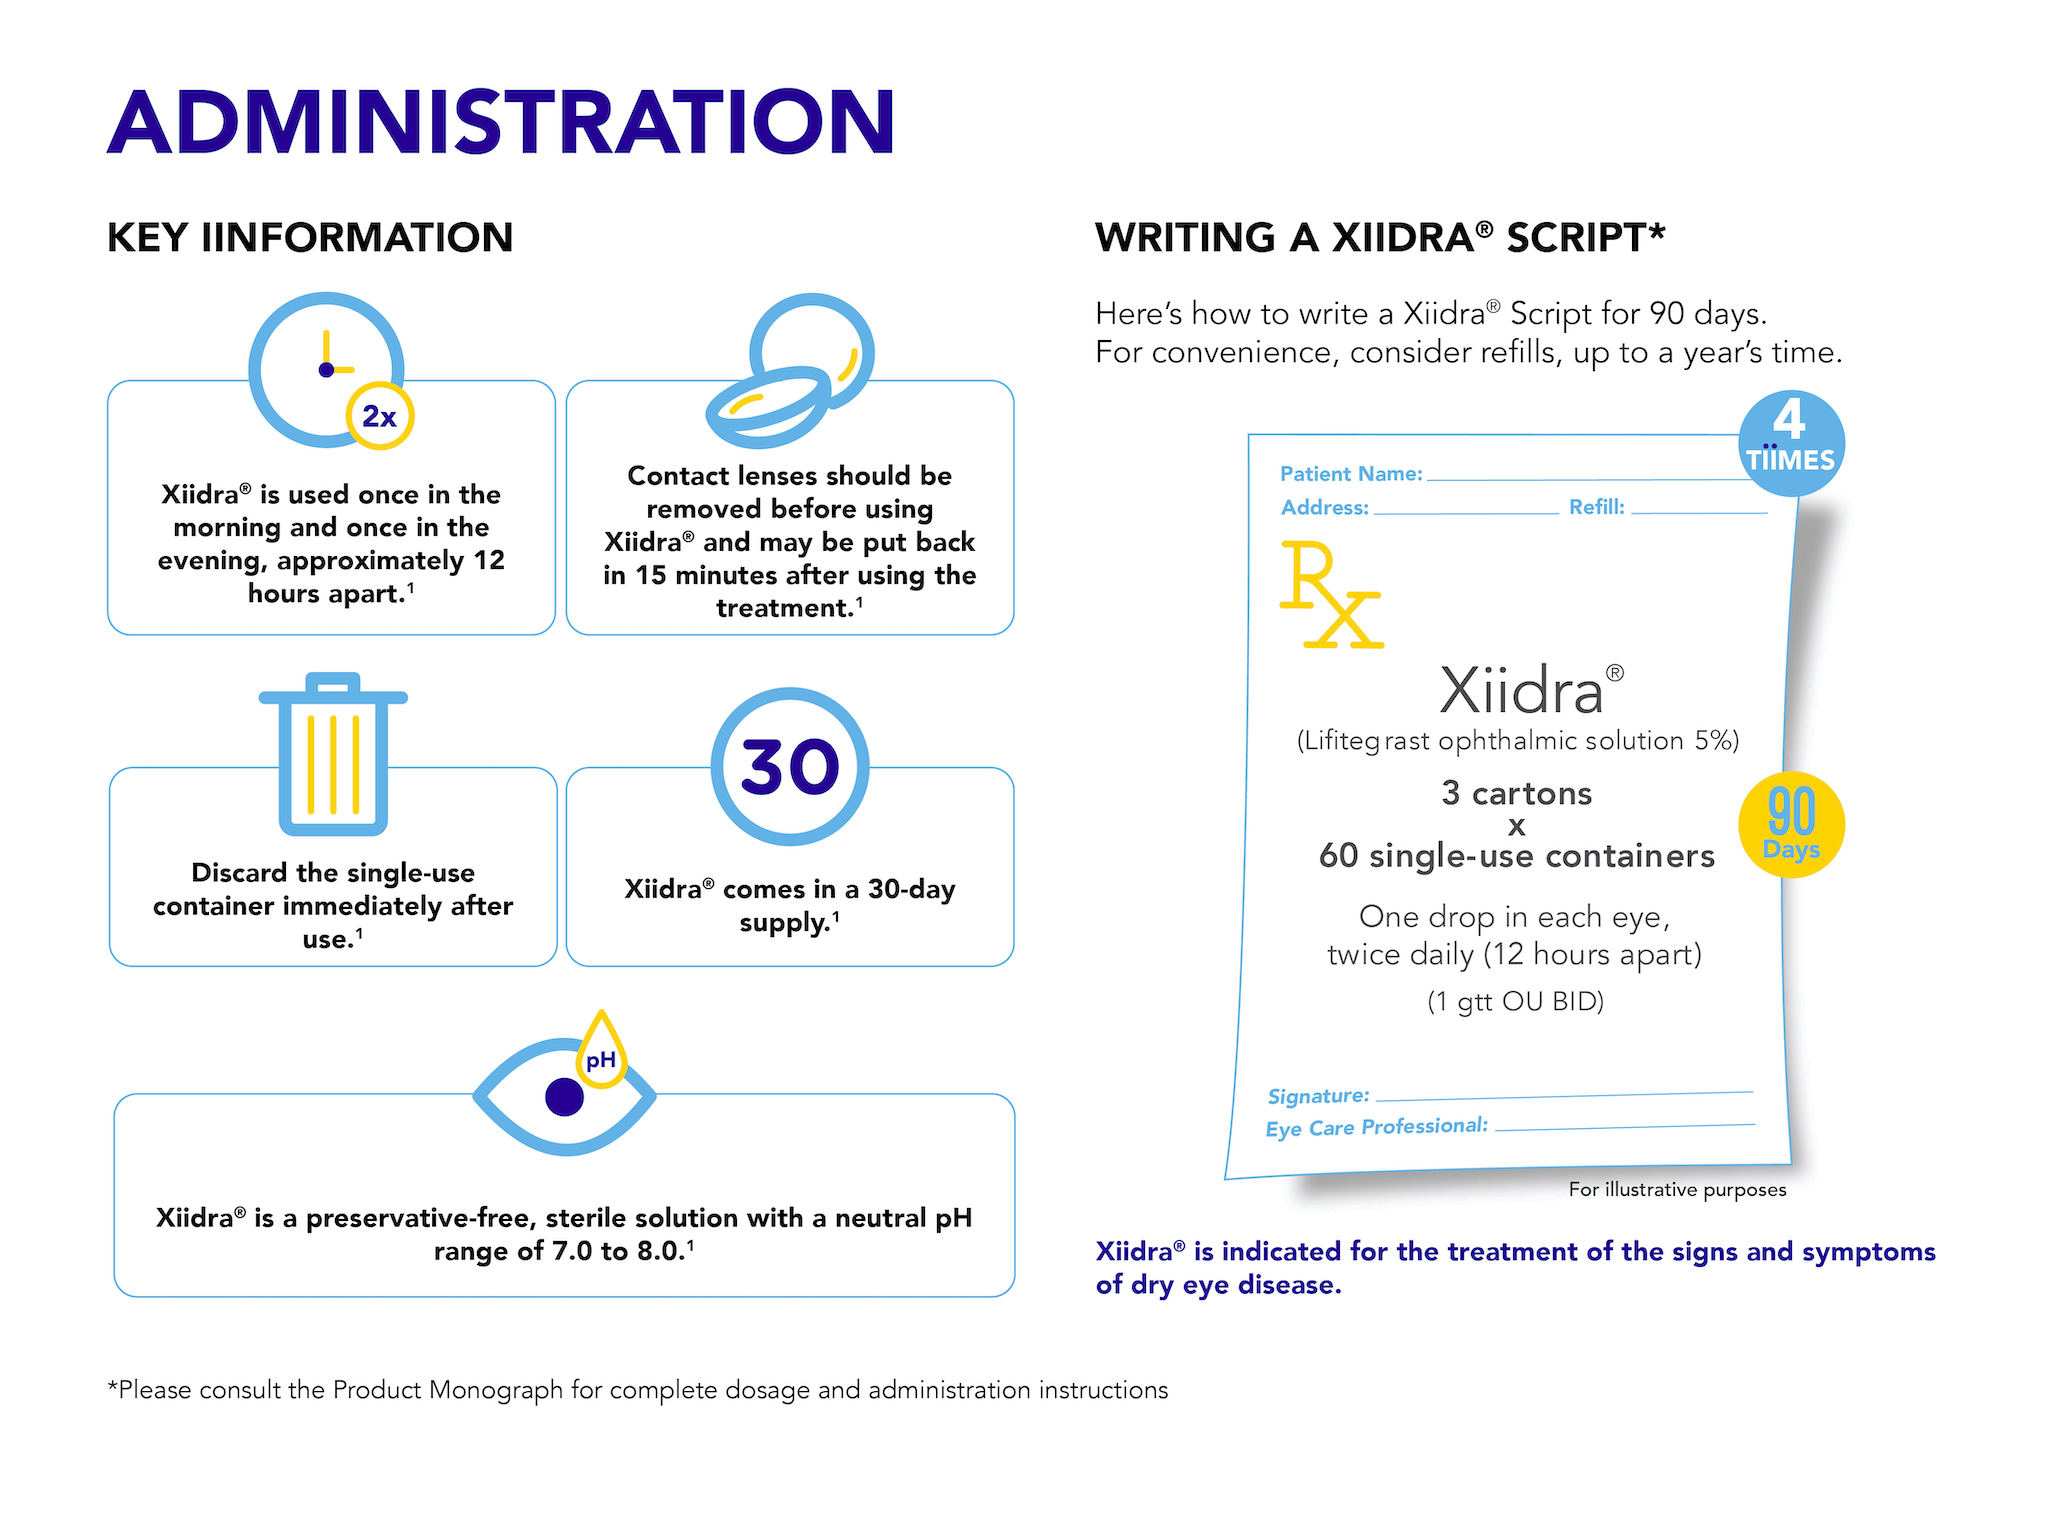 ADMINISTRATION
KEY IINFORMATION
2x
Xiidra® is used once in the
morning and once in the
evening, approximately 12
hours apart.¹
Contact lenses should be
removed before using
Xiidra® and may be put back
in 15 minutes after using the
treatment.¹
Discard the single-use
container immediately after
use.¹
30
Xiidra® comes in a 30-day
supply.¹
pH
Xiidra® is a preservative-free, sterile solution with a neutral pH
range of 7.0 to 8.0.¹
WRITING A XIIDRA® SCRIPT*
Here’s how to write a Xiidra® Script for 90 days.
For convenience, consider refills, up to a year’s time.
4
TIIMES
Patient Name:
Address: Refill:
Rx
Xiidra®
(Lifitegrast ophthalmic solution 5%)
3 cartons
x
60 single-use containers
90
Days
One drop in each eye,
twice daily (12 hours apart)
(1 gtt OU BID)
Signature:
Eye Care Professional:
For illustrative purposes
Xiidra® is indicated for the treatment of the signs and symptoms
of dry eye disease.
*Please consult the Product Monograph for complete dosage and administration instructions